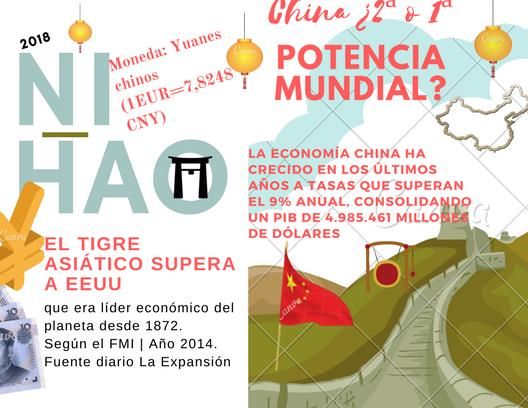 2018
NI
HAO
Moneda: Yuanes
chinos
(1EUR=7,8248
CNY)
EL TIGRE
ASIÁTICO SUPERA
A EEUU
que era líder económico del
planeta desde 1872.
Según el FMI | Año 2014.
Fuente diario La Expansión
China ¿2ª o 1ª
POTENCIA
MUNDIAL?
LA ECONOMÍA CHINA HA
CRECIDO EN LOS ÚLTIMOS
AÑOS A TASAS QUE SUPERAN
EL 9% ANUAL, CONSOLIDANDO
UN PIB DE 4.985.461 MILLONES
DE DÓLARES
Canva